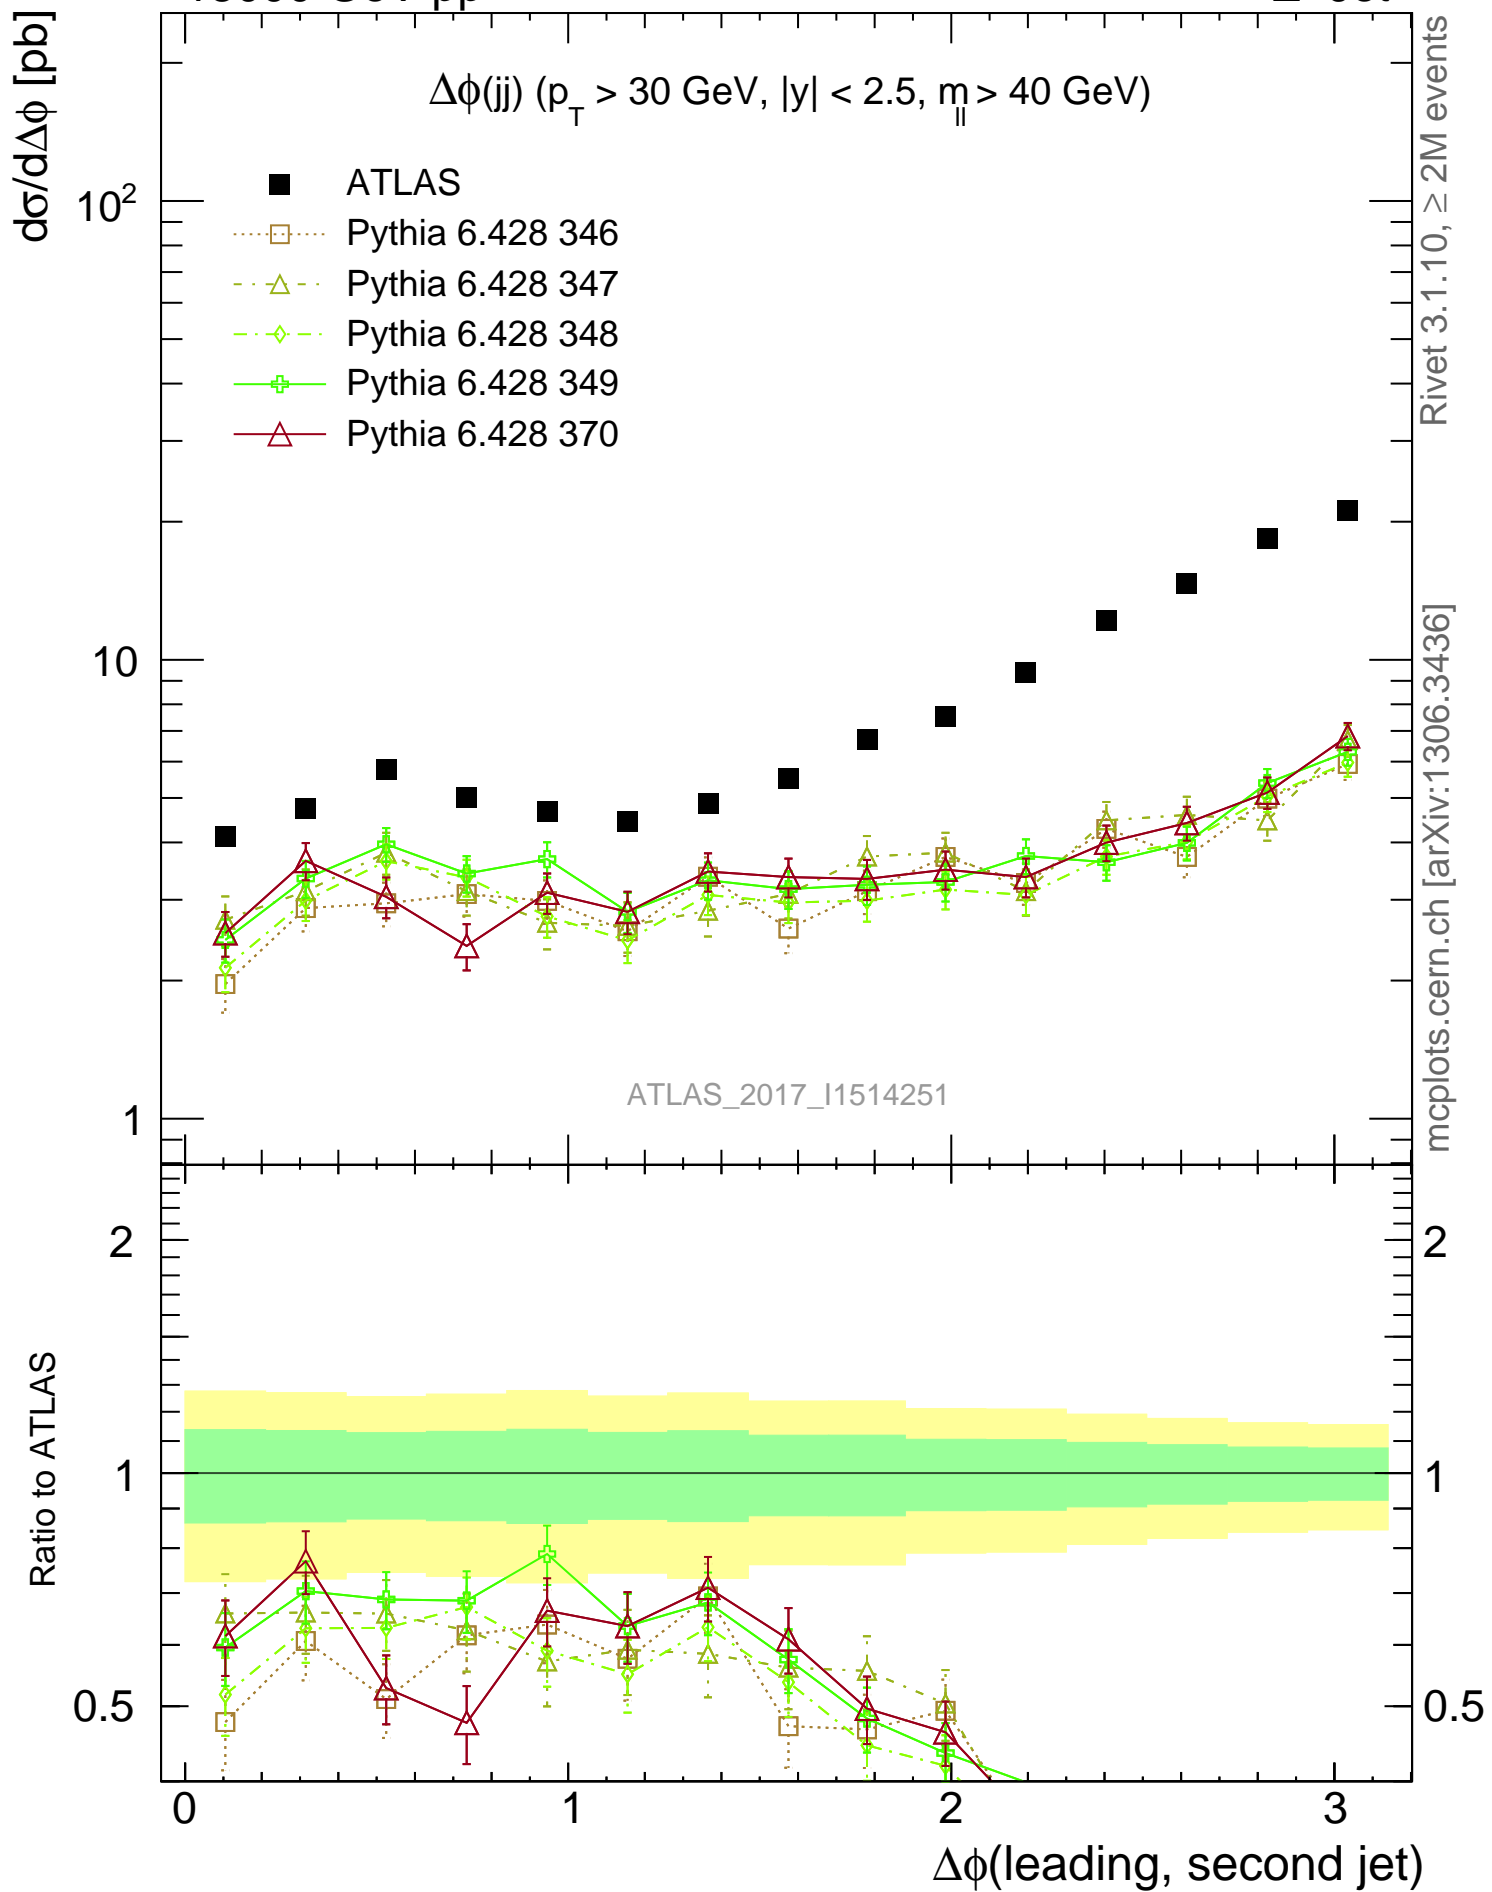 dσ/dΔϕ [pb]
Δϕ(jj) (p_T > 30 GeV, |y| < 2.5, m_ll > 40 GeV)
ATLAS
Pythia 6.428 346
Pythia 6.428 347
Pythia 6.428 348
Pythia 6.428 349
Pythia 6.428 370
10²
10
1
ATLAS_2017_I1514251
Rivet 3.1.10, ≥ 2M events
mcplots.cern.ch [arXiv:1306.3436]
Ratio to ATLAS
2
1
0.5
2
1
0.5
0 1 2 3
Δϕ(leading, second jet)